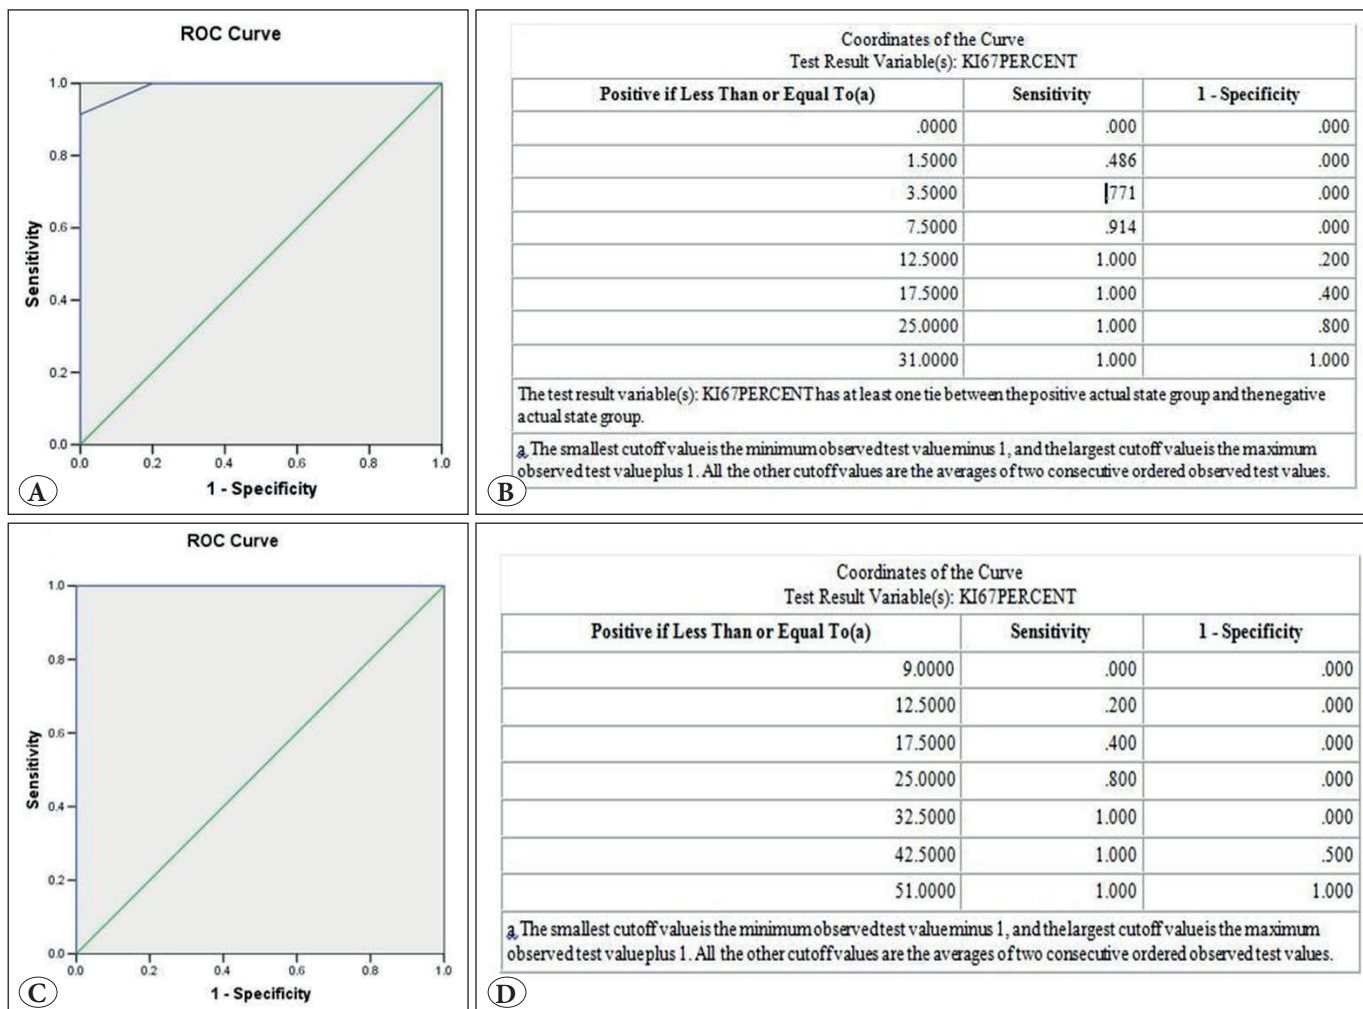 ROC Curve
1.0
0.8
0.6
0.4
0.2
0.0
Sensitivity
0.0 0.2 0.4 0.6 0.8 1.0
1 - Specificity
A
Coordinates of the Curve
Test Result Variable(s): KI67PERCENT
Positive if Less Than or Equal To(a) Sensitivity 1 - Specificity
.0000 .000 .000
1.5000 .486 .000
3.5000 771 .000
7.5000 .914 .000
12.5000 1.000 .200
17.5000 1.000 .400
25.0000 1.000 .800
31.0000 1.000 1.000
The test result variable(s): KI67PERCENT has at least one tie between the positive actual state group and the negative
actual state group.
a The smallest cutoff value is the minimum observed test value minus 1, and the largest cutoff value is the maximum
observed test value plus 1. All the other cutoff values are the averages of two consecutive ordered observed test values.
B
ROC Curve
1.0
0.8
0.6
0.4
0.2
0.0
Sensitivity
0.0 0.2 0.4 0.6 0.8 1.0
1 - Specificity
C
Coordinates of the Curve
Test Result Variable(s): KI67PERCENT
Positive if Less Than or Equal To(a) Sensitivity 1 - Specificity
9.0000 .000 .000
12.5000 .200 .000
17.5000 .400 .000
25.0000 .800 .000
32.5000 1.000 .000
42.5000 1.000 .500
51.0000 1.000 1.000
a The smallest cutoff value is the minimum observed test value minus 1, and the largest cutoff value is the maximum
observed test value plus 1. All the other cutoff values are the averages of two consecutive ordered observed test values.
D